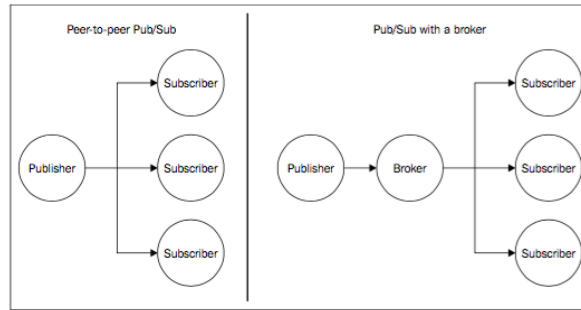 Peer-to-peer Pub/Sub
Subscriber
Publisher
Subscriber
Subscriber
Pub/Sub with a broker
Subscriber
Publisher
Broker
Subscriber
Subscriber